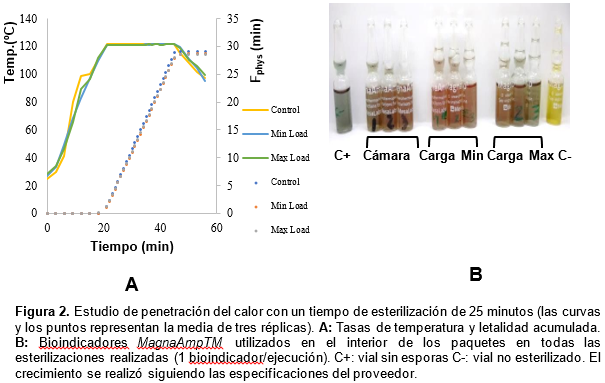 140
120
100
80
60
40
20
0
Temp.(ºC)
35
30
25
20
15
10
5
0
Fphys (min)
0 20 40 60
Tiempo (min)
Control
Min Load
Max Load
Control
Min Load
Max Load
A
C+ Cámara Carga Min Carga Max C-
B
Figura 2. Estudio de penetración del calor con un tiempo de esterilización de 25 minutos (las curvas
y los puntos representan la media de tres réplicas). A: Tasas de temperatura y letalidad acumulada.
B: Bioindicadores MagnaAmpTM utilizados en el interior de los paquetes en todas las
esterilizaciones realizadas (1 bioindicador/ejecución). C+: vial sin esporas C-: vial no esterilizado. El
crecimiento se realizó siguiendo las especificaciones del proveedor.